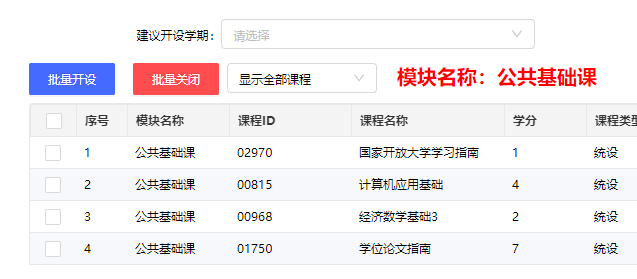 建议开设学期： 请选择
批量开设 批量关闭 显示全部课程 模块名称：公共基础课
序号 模块名称 课程ID 课程名称 学分 课程类型
1 公共基础课 02970 国家开放大学学习指南 1 统设
2 公共基础课 00815 计算机应用基础 4 统设
3 公共基础课 00968 经济数学基础3 2 统设
4 公共基础课 01750 学位论文指南 7 统设